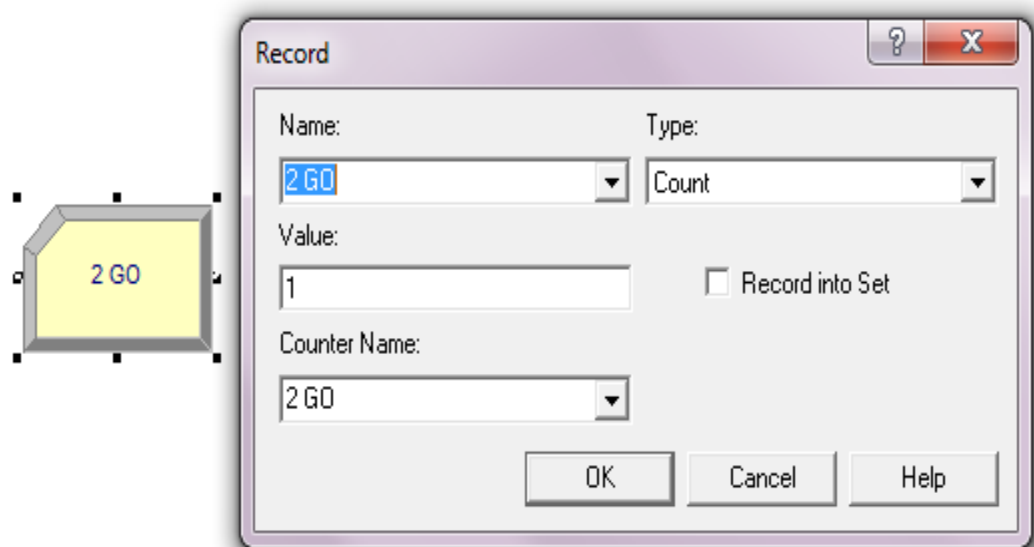 Record
Name: Type:
2 GO Count
Value:
1 Record into Set
2 GO
Counter Name:
2 GO
OK Cancel Help